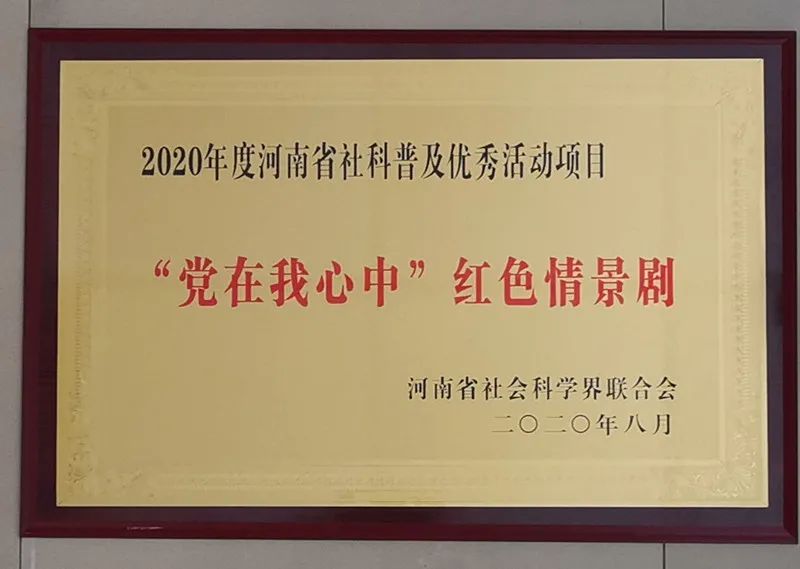 2020年度河南省社科普及优秀活动项目
“党在我心中”红色情景剧
河南省社会科学界联合会
二〇二〇年八月